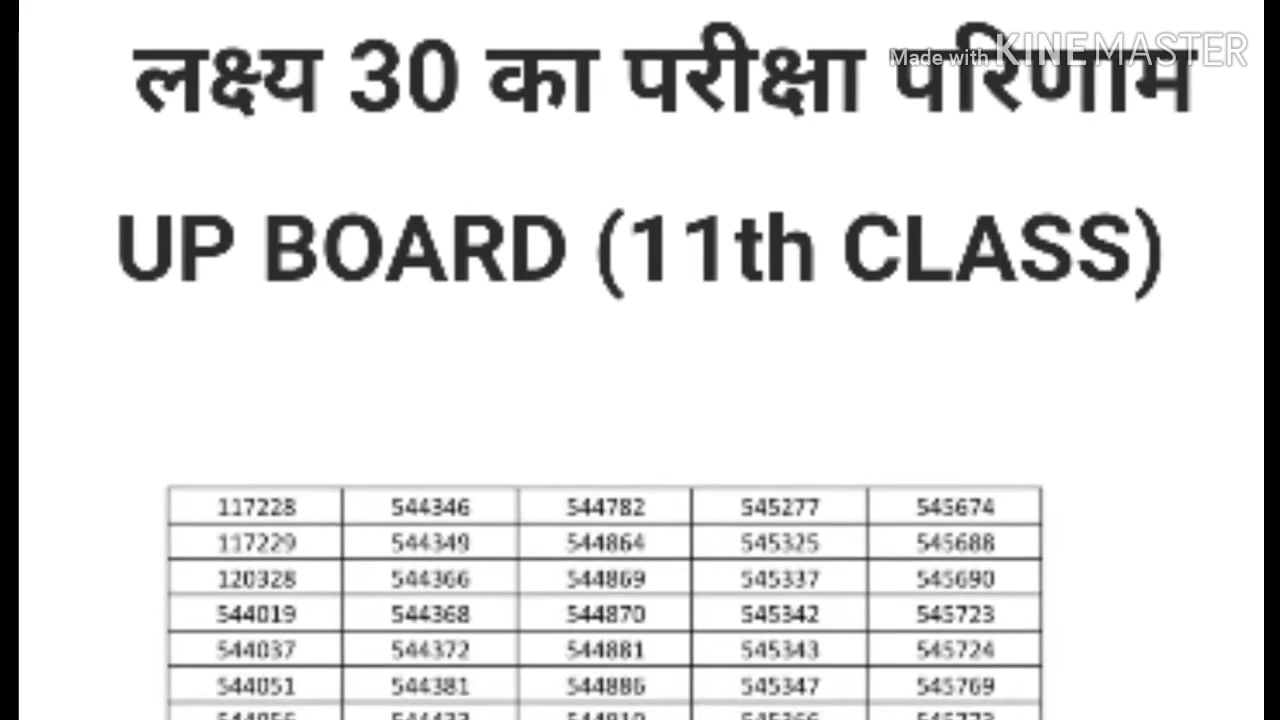 लक्ष्य 30 का परीक्षा परिणाम
Made with KINEMASTER
UP BOARD (11th CLASS)
117228 544346 544782 545277 545674
117229 544349 544864 545325 545688
120328 544366 544869 545337 545690
544019 544368 544870 545342 545723
544037 544372 544881 545343 545724
544051 544381 544886 545347 545769